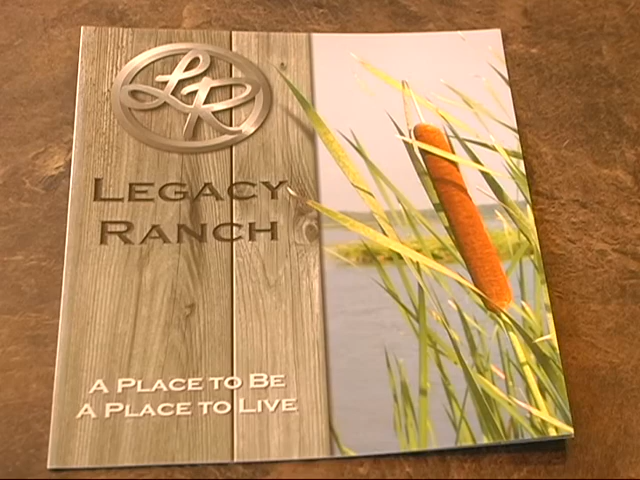 LR
LEGACY
RANCH
A PLACE TO BE
A PLACE TO LIVE